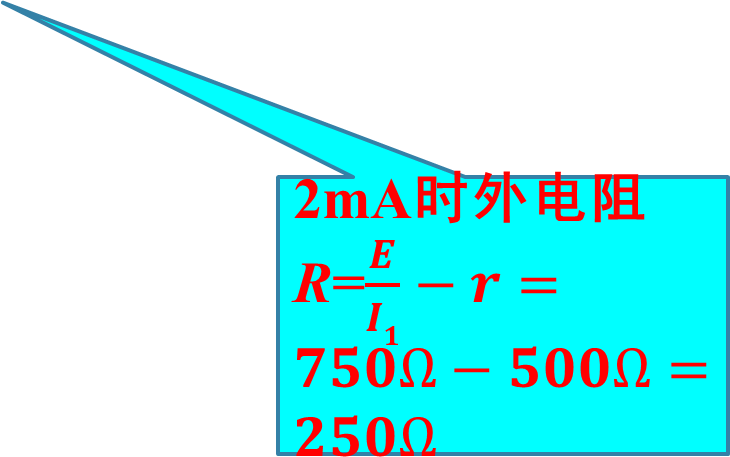 2mA时外电阻
R=E/I₁ − r =
750Ω − 500Ω =
250Ω